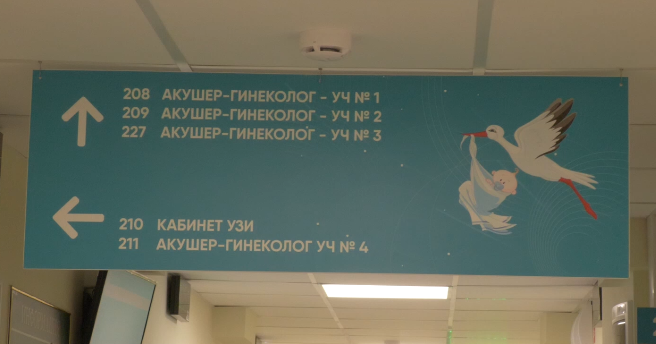 208 АКУШЕР-ГИНЕКОЛОГ - УЧ № 1
209 АКУШЕР-ГИНЕКОЛОГ - УЧ № 2
227 АКУШЕР-ГИНЕКОЛОГ - УЧ № 3
210 КАБИНЕТ УЗИ
211 АКУШЕР-ГИНЕКОЛОГ УЧ № 4